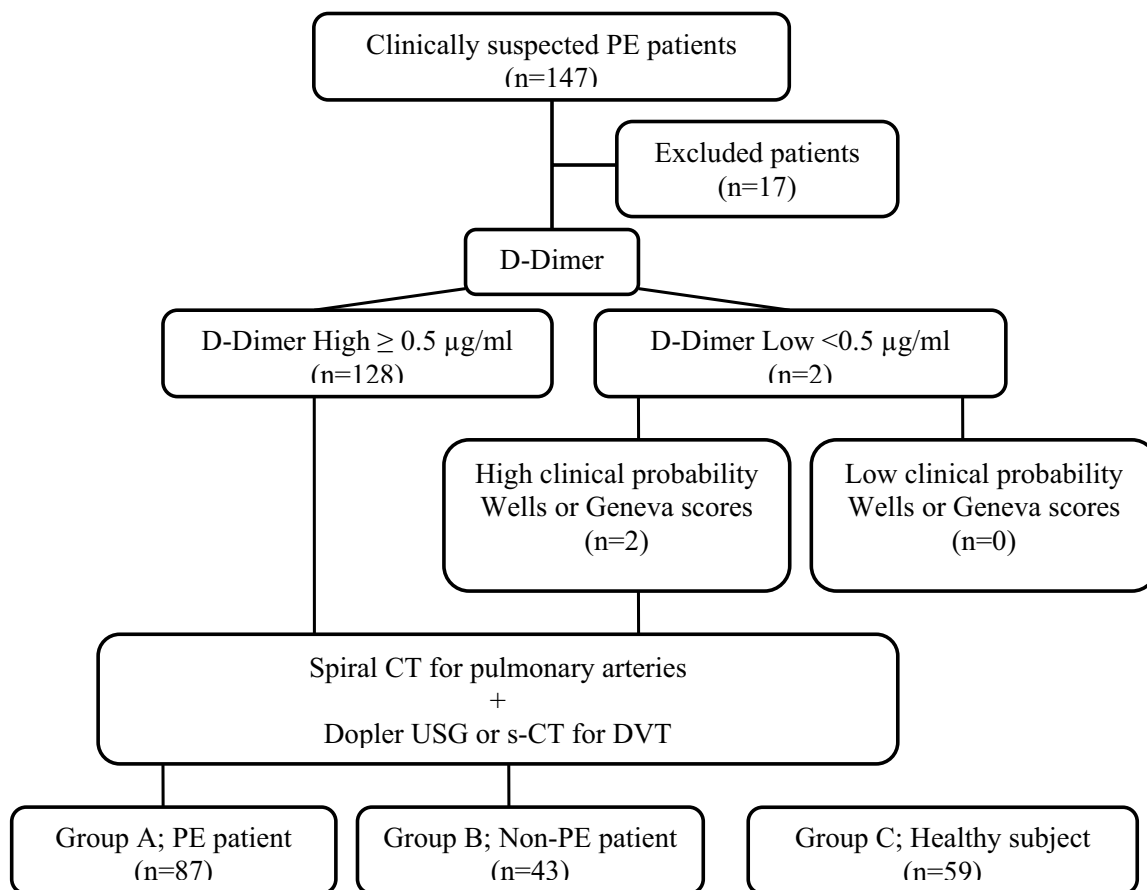 Clinically suspected PE patients
(n=147)
Excluded patients
(n=17)
D-Dimer
D-Dimer High ≥ 0.5 µg/ml
(n=128)
D-Dimer Low <0.5 µg/ml
(n=2)
High clinical probability
Wells or Geneva scores
(n=2)
Low clinical probability
Wells or Geneva scores
(n=0)
Spiral CT for pulmonary arteries
+
Dopler USG or s-CT for DVT
Group A; PE patient
(n=87)
Group B; Non-PE patient
(n=43)
Group C; Healthy subject
(n=59)